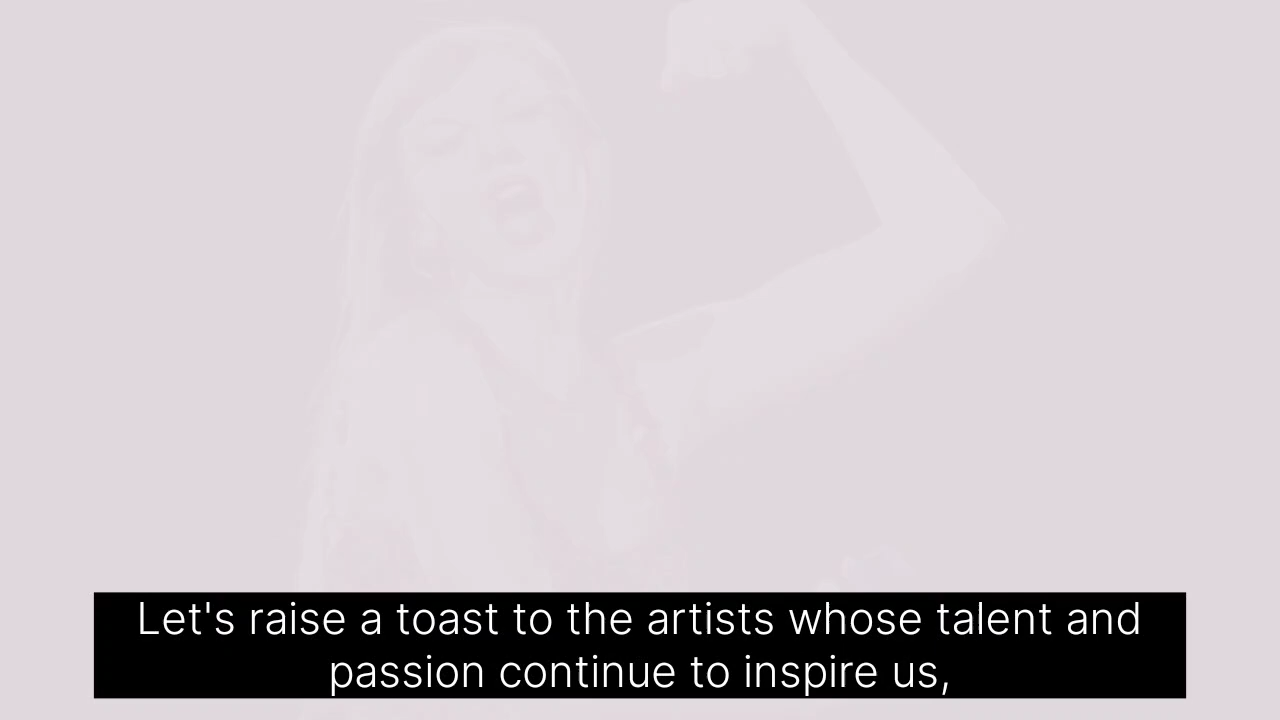 Let's raise a toast to the artists whose talent and
passion continue to inspire us,